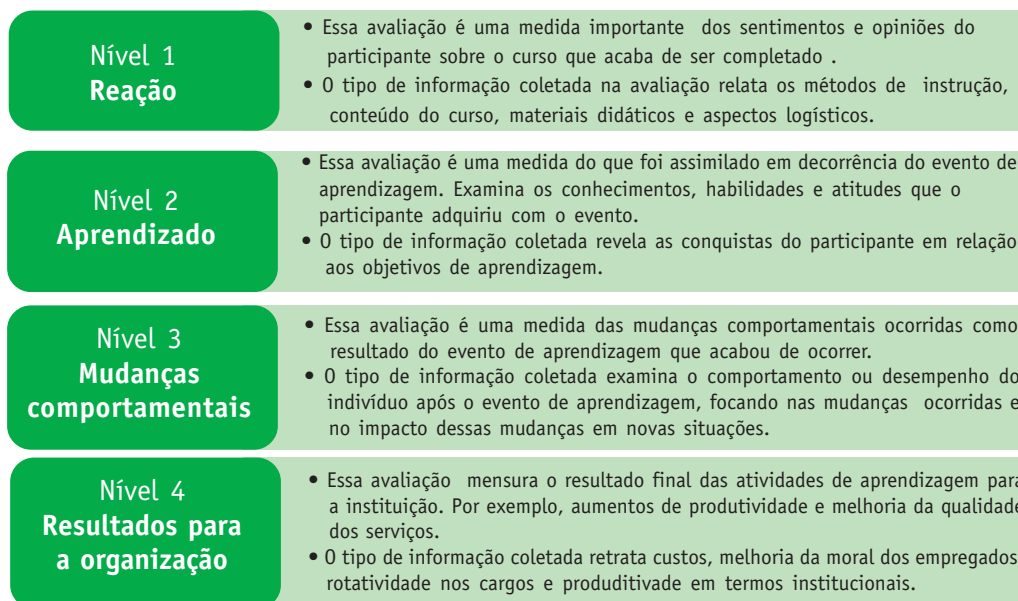 Nível 1
Reação
• Essa avaliação é uma medida importante dos sentimentos e opiniões do
participante sobre o curso que acaba de ser completado .
• O tipo de informação coletada na avaliação relata os métodos de instrução,
conteúdo do curso, materiais didáticos e aspectos logísticos.
Nível 2
Aprendizado
• Essa avaliação é uma medida do que foi assimilado em decorrência do evento de
aprendizagem. Examina os conhecimentos, habilidades e atitudes que o
participante adquiriu com o evento.
• O tipo de informação coletada revela as conquistas do participante em relação
aos objetivos de aprendizagem.
Nível 3
Mudanças
comportamentais
• Essa avaliação é uma medida das mudanças comportamentais ocorridas como
resultado do evento de aprendizagem que acabou de ocorrer.
• O tipo de informação coletada examina o comportamento ou desempenho do
indivíduo após o evento de aprendizagem, focando nas mudanças ocorridas e
no impacto dessas mudanças em novas situações.
Nível 4
Resultados para
a organização
• Essa avaliação mensura o resultado final das atividades de aprendizagem para
a instituição. Por exemplo, aumentos de produtividade e melhoria da qualidade
dos serviços.
• O tipo de informação coletada retrata custos, melhoria da moral dos empregados
rotatividade nos cargos e produditivade em termos institucionais.